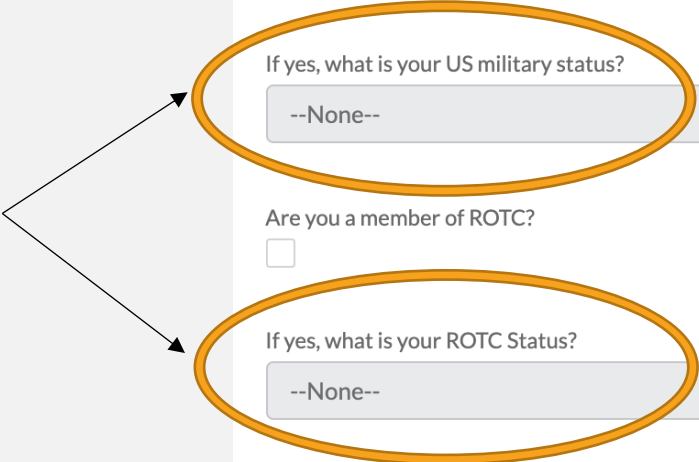 If yes, what is your US military status?
--None--
Are you a member of ROTC?
If yes, what is your ROTC Status?
--None--